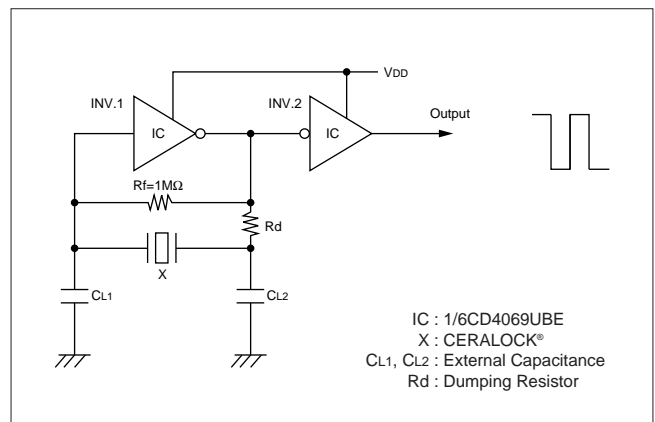 VDD
INV.1
INV.2
Output
IC
IC
Rf=1MΩ
Rd
X
CL1
CL2
IC : 1/6CD4069UBE
X : CERALOCK®
CL1, CL2 : External Capacitance
Rd : Dumping Resistor